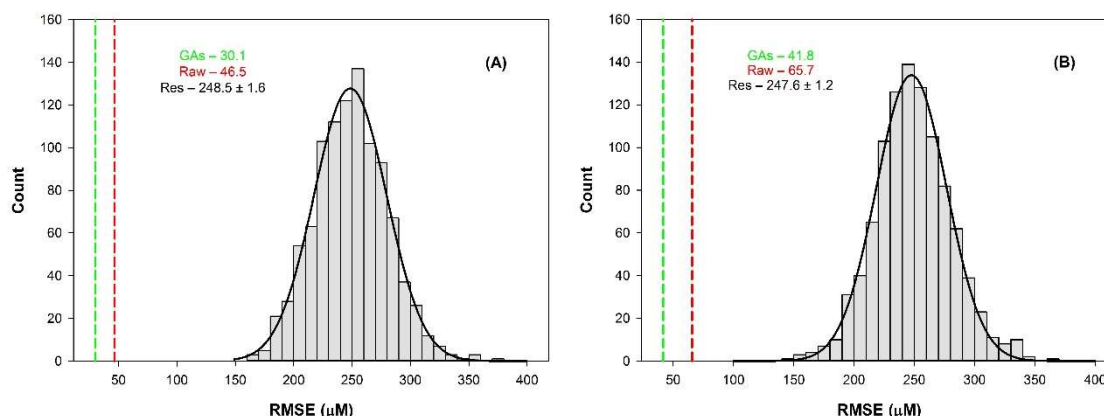 160
140
120
100
80
60
40
20
0
Count
GAs – 30.1
Raw – 46.5
Res – 248.5 ± 1.6
(A)
50 100 150 200 250 300 350 400
RMSE (μM)
160
140
120
100
80
60
40
20
0
Count
GAs – 41.8
Raw – 65.7
Res – 247.6 ± 1.2
(B)
50 100 150 200 250 300 350 400
RMSE (μM)